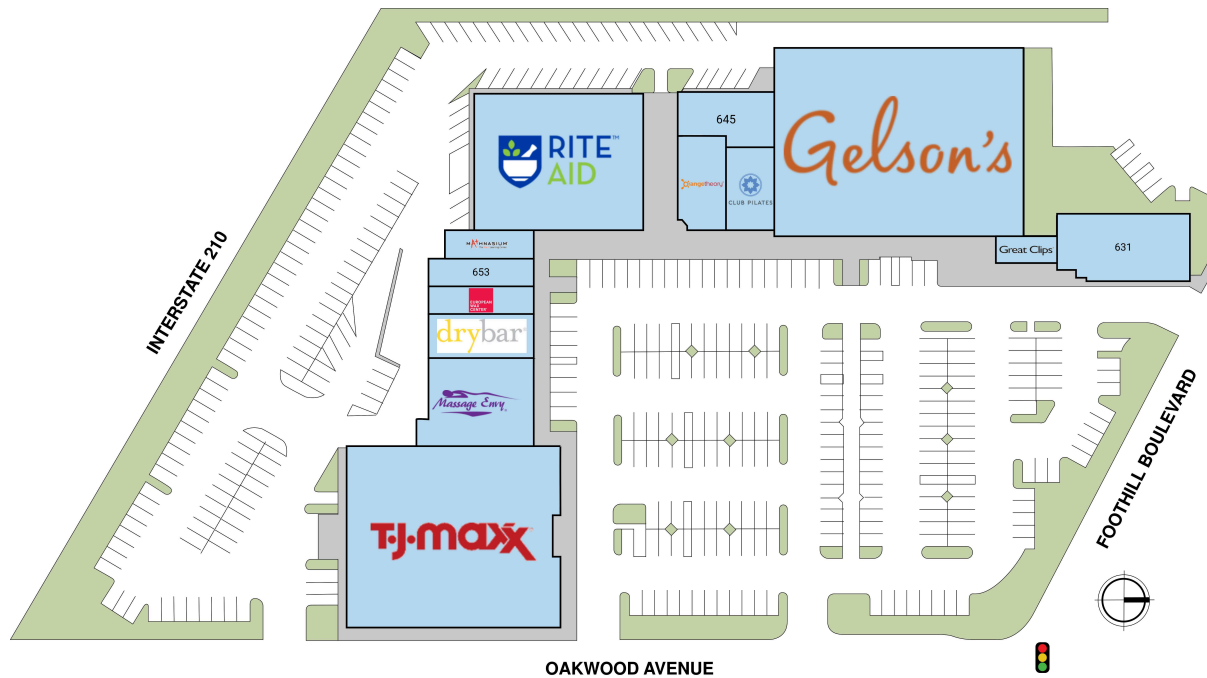 RITE
AID
™
645
Gelson's
Orangetheory
CLUB PILATES
MATHNASIUM
653
EUROPEAN
WAX
CENTER
drybar
Massage Envy
T·J·maxx
Great Clips
631
INTERSTATE 210
FOOTHILL BOULEVARD
OAKWOOD AVENUE